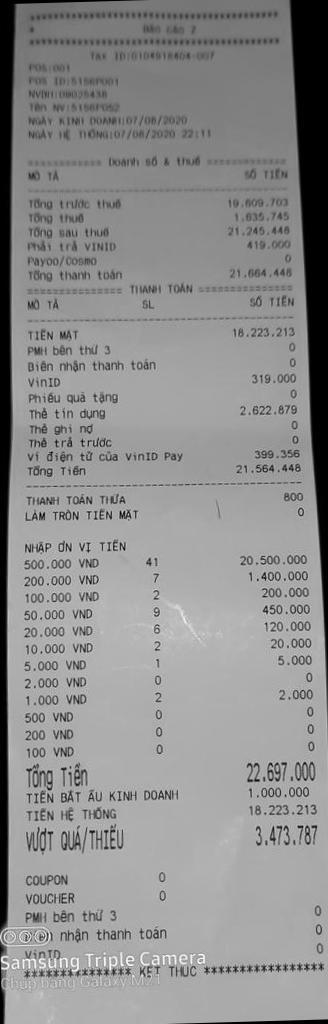 ************************************
* Báo cáo Z
************************************
TAX ID:0104918404-007
POS:001
POS ID:5156P001
NVBH:08025438
Tên NV:5156POS2
NGÀY KINH DOANH:07/08/2020
NGÀY HỆ THỐNG:07/08/2020 22:11
=========== Doanh số & thuế ============
MÔ TẢ SỐ TIỀN
Tổng trước thuế 19.609.703
Tổng thuế 1.635.745
Tổng sau thuế 21.245.448
Phải trả VINID 419.000
Payoo/Cosmo 0
Tổng thanh toán 21.664.448
============== THANH TOÁN ==============
MÔ TẢ SL SỐ TIỀN
TIỀN MẶT 18.223.213
PMH bên thứ 3 0
Biên nhận thanh toán 0
VinID 319.000
Phiếu quà tặng 0
Thẻ tín dụng 2.622.879
Thẻ ghi nợ 0
Thẻ trả trước 0
Ví điện tử của VinID Pay 399.356
Tổng Tiền 21.564.448
THANH TOÁN THỪA 800
LÀM TRÒN TIỀN MẶT 0
NHẬP ƠN VỊ TIỀN
500.000 VND 41 20.500.000
200.000 VND 7 1.400.000
100.000 VND 2 200.000
50.000 VND 9 450.000
20.000 VND 6 120.000
10.000 VND 2 20.000
5.000 VND 1 5.000
2.000 VND 0 0
1.000 VND 2 2.000
500 VND 0 0
200 VND 0 0
100 VND 0 0
Tổng Tiền 22.697.000
TIỀN BẮT ẦU KINH DOANH 1.000.000
TIỀN HỆ THỐNG 18.223.213
VƯỢT QUÁ/THIẾU 3.473.787
COUPON 0
VOUCHER 0
PMH bên thứ 3 0
nhận thanh toán 0
VinID 0
*************** KẾT THÚC ****************
Samsung Triple Camera
Chụp bằng Galaxy M21